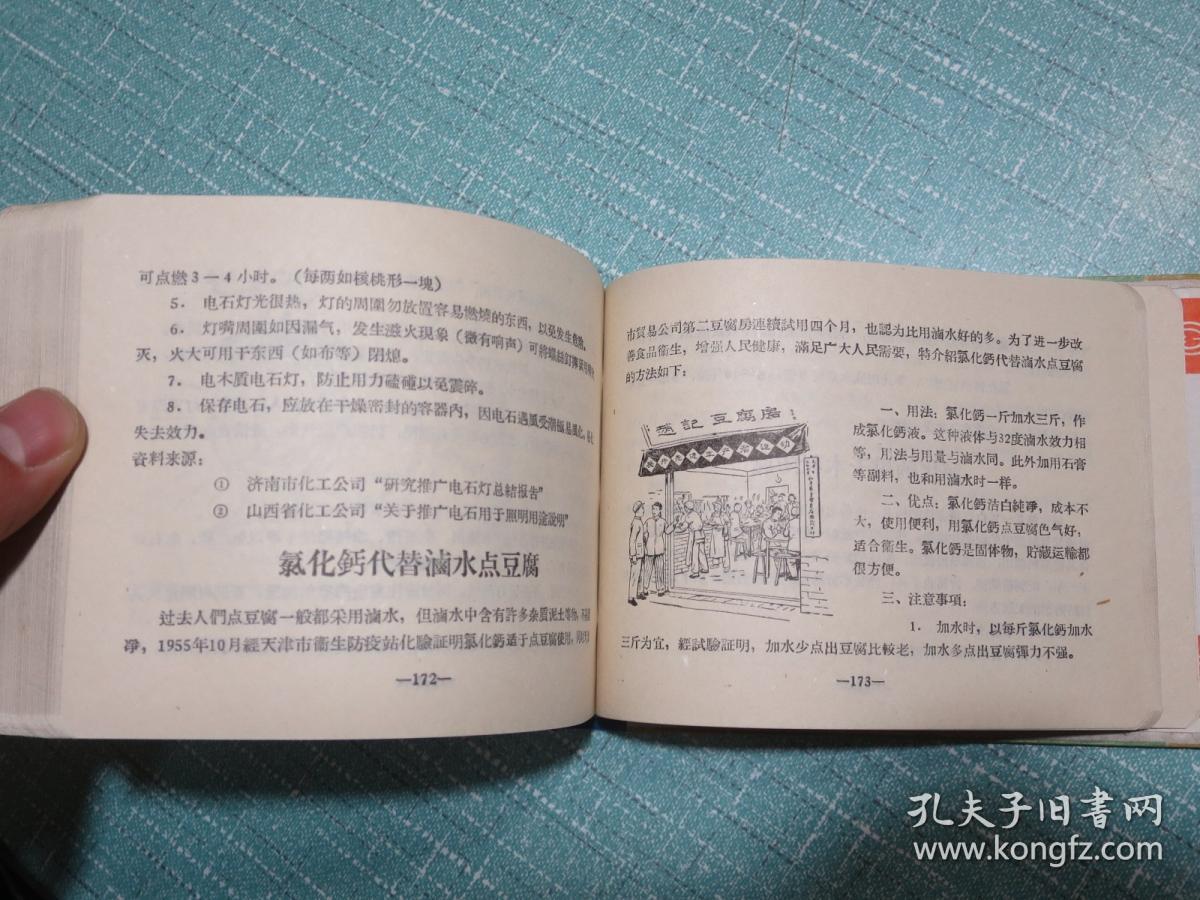 可点燃3—4小时。(每两如核桃形一塊)
5. 电石灯光很热,灯的周圍勿放置容易燃燒的东西,以免发生危險。
6. 灯嘴周圍如因漏气,发生滋火現象(微有响声)可將螺絲釘
灭,火大可用干东西(如布等)閉熄。
7. 电木質电石灯,防止用力磕碰以免震碎。
8. 保存电石,应放在干燥密封的容器內,因电石遇風受潮
失去效力。
資料来源:
① 济南市化工公司“研究推广电石灯总結报告”
② 山西省化工公司“关于推广电石用于照明用途說明”
氯化鈣代替滷水点豆腐
过去人們点豆腐一般都采用滷水,但滷水中含有許多杂質泥土等物,不
净,1955年10月經天津市衞生防疫站化驗証明氯化鈣适于点豆腐使用,
—172—
市貿易公司第二豆腐房連續試用四个月,也認为比用滷水好的多。为了进一步改
善食品衞生,增强人民健康,滿足广大人民需要,特介紹氯化鈣代替滷水点豆腐
的方法如下:
記豆腐房
一、用法:氯化鈣一斤加水三斤,作
成氯化鈣液。这种液体与32度滷水效力相
等,用法与用量与滷水同。此外加用石膏
等副料,也和用滷水时一样。
二、优点:氯化鈣洁白純净,成本不
大,使用便利,用氯化鈣点豆腐色气好,
适合衞生。氯化鈣是固体物,貯藏运輸都
很方便。
三、注意事項:
1. 加水时,以每斤氯化鈣加水
三斤为宜,經試驗証明,加水少点出豆腐比較老,加水多点出豆腐彈力不强。
—173—
孔夫子旧書网
www.kongfz.com